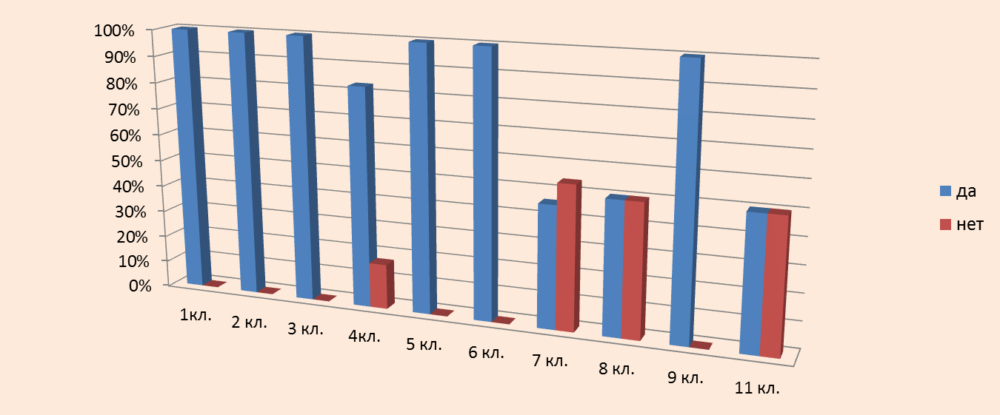 100%
90%
80%
70%
60%
50%
40%
30%
20%
10%
0%
1кл.
2 кл.
3 кл.
4кл.
5 кл.
6 кл.
7 кл.
8 кл.
9 кл.
11 кл.
да
нет